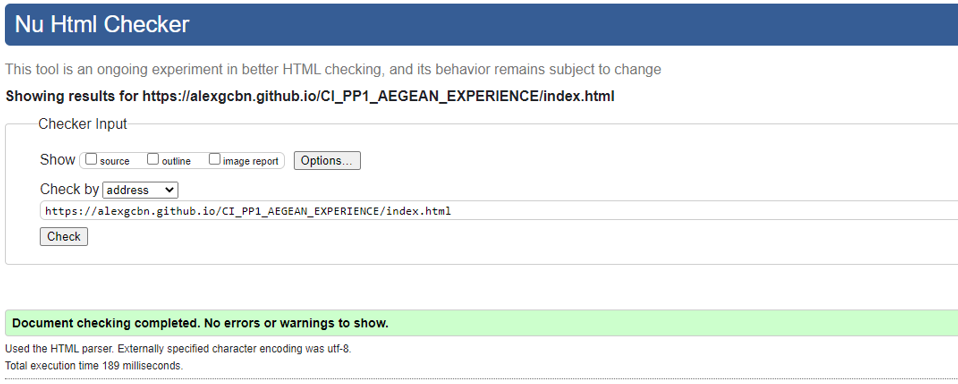 Nu Html Checker
This tool is an ongoing experiment in better HTML checking, and its behavior remains subject to change
Showing results for https://alexgcbn.github.io/CI_PP1_AEGEAN_EXPERIENCE/index.html
Checker Input
Show source outline image report Options...
Check by address
https://alexgcbn.github.io/CI_PP1_AEGEAN_EXPERIENCE/index.html
Check
Document checking completed. No errors or warnings to show.
Used the HTML parser. Externally specified character encoding was utf-8.
Total execution time 189 milliseconds.